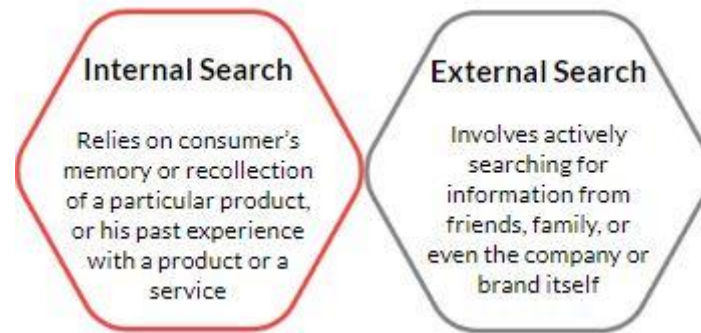 Internal Search
Relies on consumer's
memory or recollection
of a particular product,
or his past experience
with a product or a
service
External Search
Involves actively
searching for
information from
friends, family, or
even the company or
brand itself